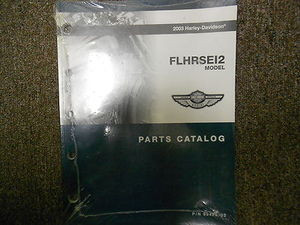 2003 Harley-Davidson®
FLHRSEI2
MODEL
PARTS CATALOG
P/N